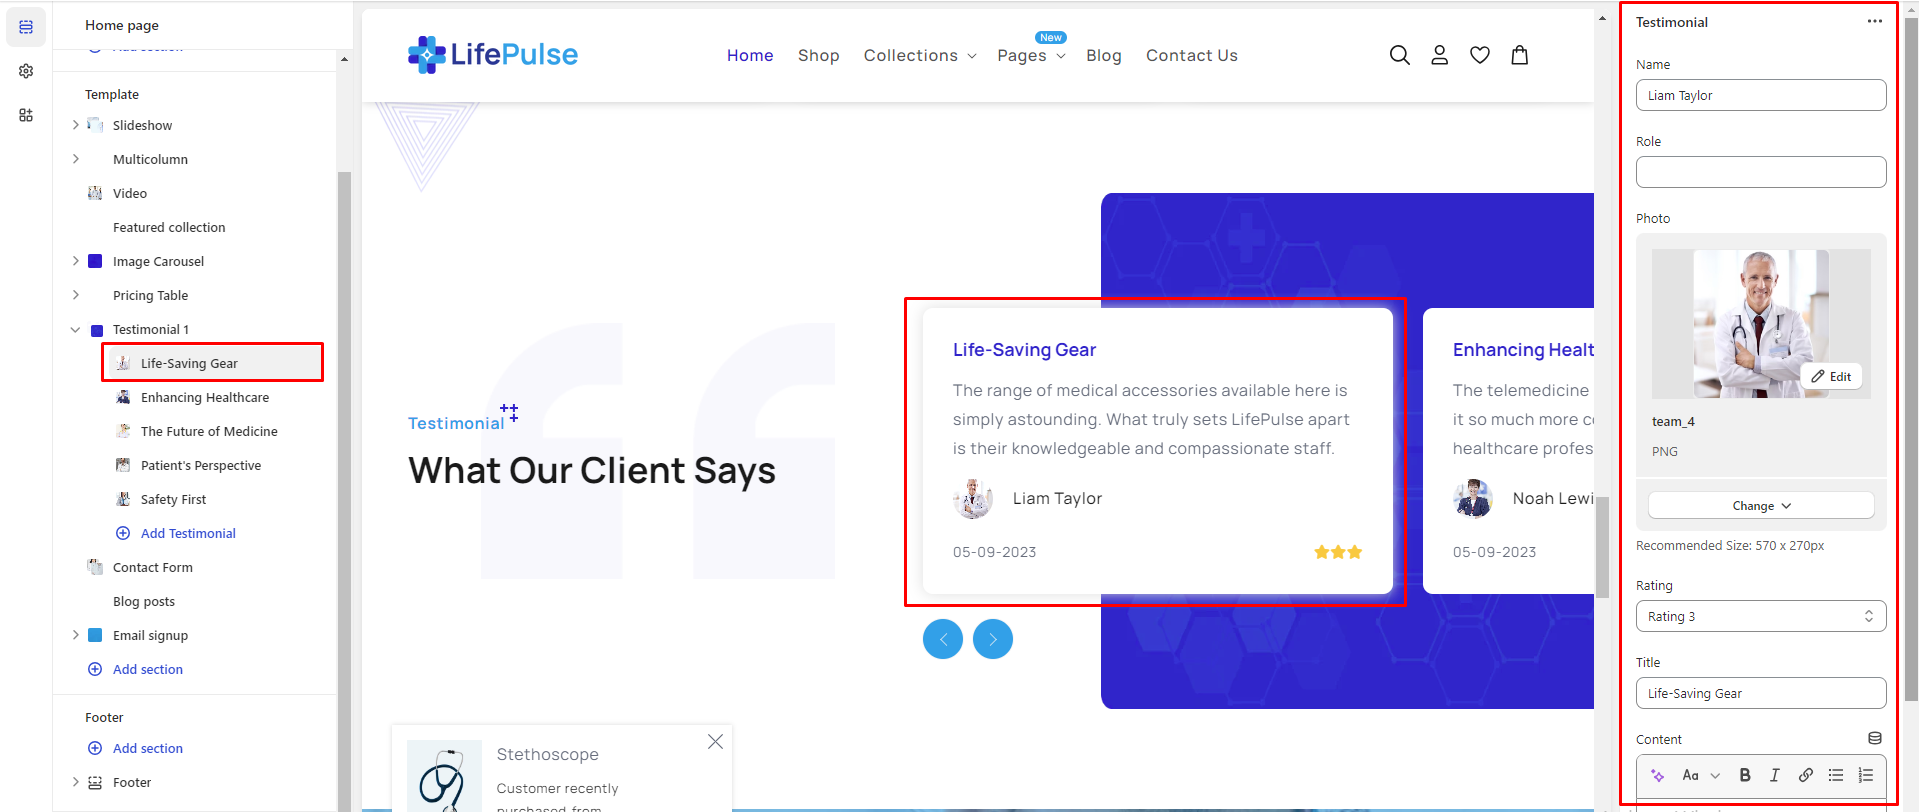 Home page
Add section
Template
Slideshow
Multicolumn
Video
Featured collection
Image Carousel
Pricing Table
Testimonial 1
Life-Saving Gear
Enhancing Healthcare
The Future of Medicine
Patient's Perspective
Safety First
Add Testimonial
Contact Form
Blog posts
Email signup
Add section
Footer
Add section
Footer
LifePulse
Home
Shop
Collections
Pages
New
Blog
Contact Us
Testimonial
What Our Client Says
Life-Saving Gear
The range of medical accessories available here is
simply astounding. What truly sets LifePulse apart
is their knowledgeable and compassionate staff.
Liam Taylor
05-09-2023
Enhancing Healt
The telemedicine
it so much more c
healthcare profes
Noah Lewi
05-09-2023
Stethoscope
Customer recently
purchased from
Testimonial
Name
Liam Taylor
Role
Photo
Edit
team_4
PNG
Change
Recommended Size: 570 x 270px
Rating
Rating 3
Title
Life-Saving Gear
Content
Aa
B
I